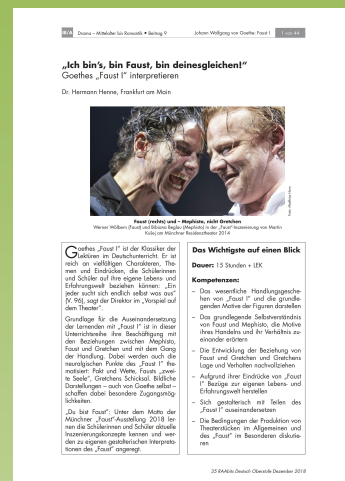 III/A Drama – Mittelalter bis Romantik • Beitrag 9 Johann Wolfgang von Goethe: Faust I 1 von 44
„Ich bin's, bin Faust, bin deinesgleichen!“
Goethes „Faust I“ interpretieren
Dr. Hermann Henne, Frankfurt am Main
Faust (rechts) und – Mephisto, nicht Gretchen
Werner Wölbern (Faust) und Bibiana Beglau (Mephisto) in der „Faust“-Inszenierung von Martin
Kušej am Münchner Residenztheater 2014
Goethes „Faust I“ ist der Klassiker der
Lektüren im Deutschunterricht. Er ist
reich an vielfältigen Charakteren, The-
men und Eindrücken, die Schülerinnen
und Schüler auf ihre eigene Lebens- und
Erfahrungswelt beziehen können: „Ein
jeder sucht sich endlich selbst was aus“
(V. 96), sagt der Direktor im „Vorspiel auf
dem Theater“.
Grundlage für die Auseinandersetzung
der Lernenden mit „Faust I“ ist in dieser
Unterrichtsreihe ihre Beschäftigung mit
den Beziehungen zwischen Mephisto,
Faust und Gretchen und mit dem Gang
der Handlung. Dabei werden auch die
neuralgischen Punkte des „Faust I“ the-
matisiert: Pakt und Wette, Fausts „zwei-
te Seele“, Gretchens Schicksal. Bildliche
Darstellungen – auch von Goethe selbst –
schaffen dabei besondere Zugangsmög-
lichkeiten.
„Du bist Faust“: Unter dem Motto der
Münchner „Faust“-Ausstellung 2018 ler-
nen die Schülerinnen und Schüler aktuelle
Inszenierungskonzepte kennen und wer-
den zu eigenen gestalterischen Interpreta-
tionen des „Faust“ angeregt.
Das Wichtigste auf einen Blick
Dauer: 15 Stunden + LEK
Kompetenzen:
– Das wesentliche Handlungsgesche-
hen von „Faust I“ und die grundle-
genden Motive der Figuren darstellen
– Das grundlegende Selbstverständnis
von Faust und Mephisto, die Motive
ihres Handelns und ihr Verhältnis zu-
einander erörtern
– Die Entwicklung der Beziehung von
Faust und Gretchen und Gretchens
Lage und Verhalten nachvollziehen
– Aufgrund ihrer Eindrücke von „Faust
I“ Bezüge zur eigenen Lebens- und
Erfahrungswelt herstellen
– Sich gestalterisch mit Teilen des
„Faust I“ auseinandersetzen
– Die Bedingungen der Produktion von
Theaterstücken im Allgemeinen und
des „Faust“ im Besonderen diskutie-
ren
35 RAAbits Deutsch Oberstufe Dezember 2018